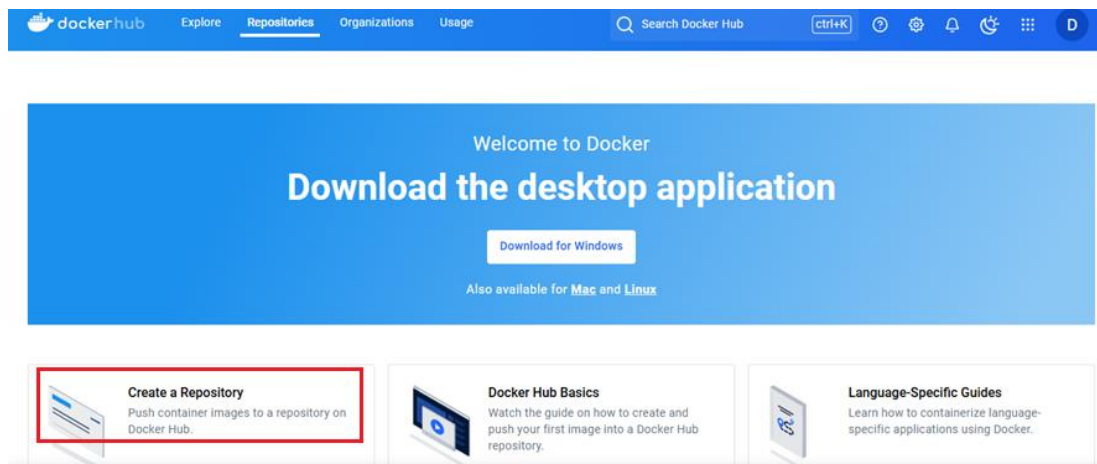 dockerhub Explore Repositories Organizations Usage Search Docker Hub ctrl+K D
Welcome to Docker
Download the desktop application
Download for Windows
Also available for Mac and Linux
Create a Repository
Push container images to a repository on
Docker Hub.
Docker Hub Basics
Watch the guide on how to create and
push your first image into a Docker Hub
repository.
Language-Specific Guides
Learn how to containerize language-
specific applications using Docker.